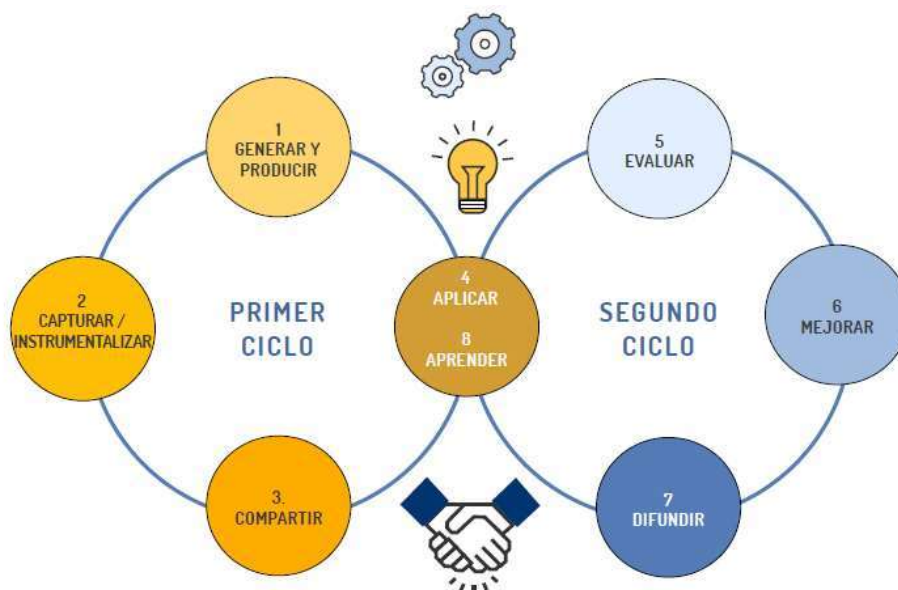 1
GENERAR Y
PRODUCIR
2
CAPTURAR /
INSTRUMENTALIZAR
3.
COMPARTIR
PRIMER
CICLO
4
APLICAR
8
APRENDER
5
EVALUAR
6
MEJORAR
7
DIFUNDIR
SEGUNDO
CICLO